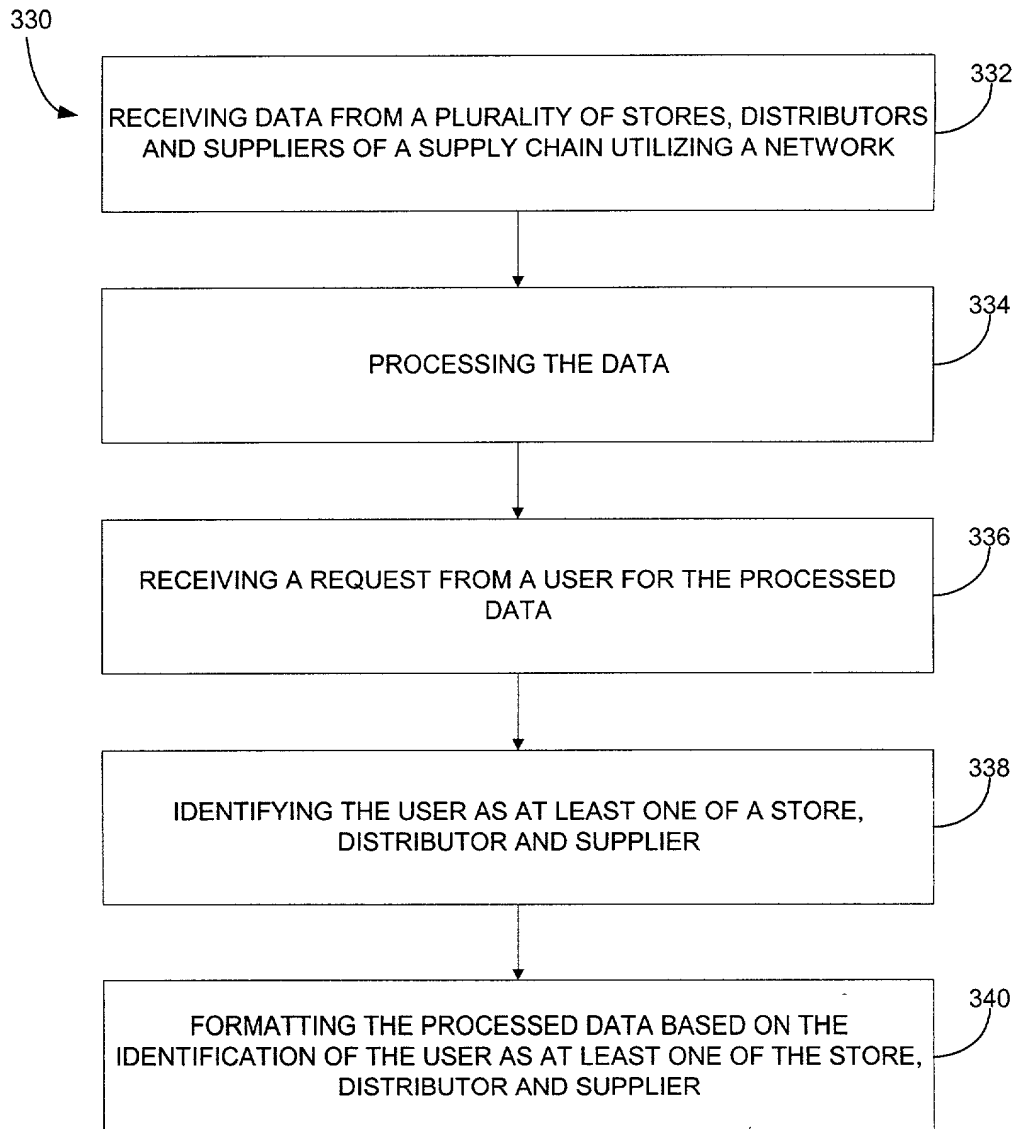 330
332
RECEIVING DATA FROM A PLURALITY OF STORES, DISTRIBUTORS
AND SUPPLIERS OF A SUPPLY CHAIN UTILIZING A NETWORK
334
PROCESSING THE DATA
336
RECEIVING A REQUEST FROM A USER FOR THE PROCESSED
DATA
338
IDENTIFYING THE USER AS AT LEAST ONE OF A STORE,
DISTRIBUTOR AND SUPPLIER
340
FORMATTING THE PROCESSED DATA BASED ON THE
IDENTIFICATION OF THE USER AS AT LEAST ONE OF THE STORE,
DISTRIBUTOR AND SUPPLIER